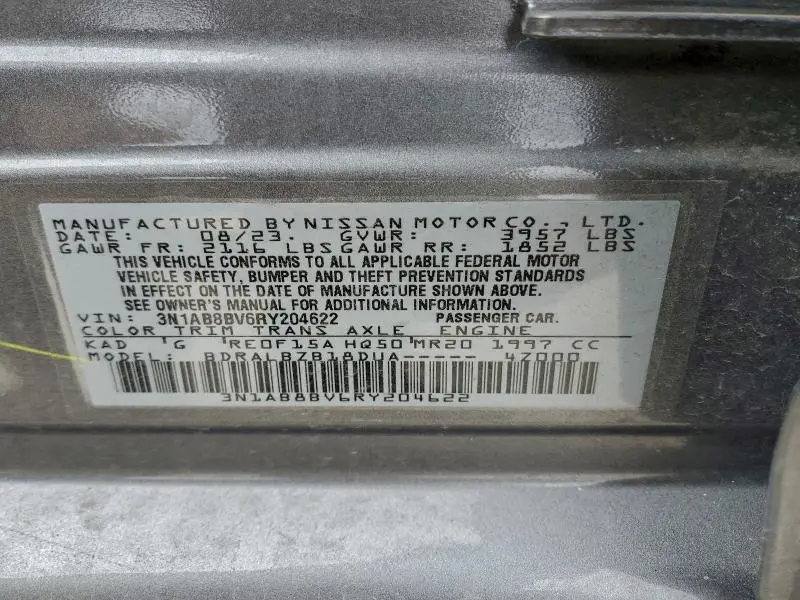 MANUFACTURED BY NISSAN MOTOR CO., LTD.
DATE: 08/23. GVWR: 3957 LBS
GAWR FR: 2116 LBS GAWR RR: 1852 LBS
THIS VEHICLE CONFORMS TO ALL APPLICABLE FEDERAL MOTOR
VEHICLE SAFETY, BUMPER AND THEFT PREVENTION STANDARDS
IN EFFECT ON THE DATE OF MANUFACTURE SHOWN ABOVE.
SEE OWNER'S MANUAL FOR ADDITIONAL INFORMATION.
VIN: 3N1AB8BV6RY204622 PASSENGER CAR.
COLOR TRIM TRANS AXLE ENGINE
KAD 'G 'RE0F15A HQ50 MR20 1997 CC
MODEL: BDRALBZB18DUA----- 4Z000
3N1AB8BV6RY204622